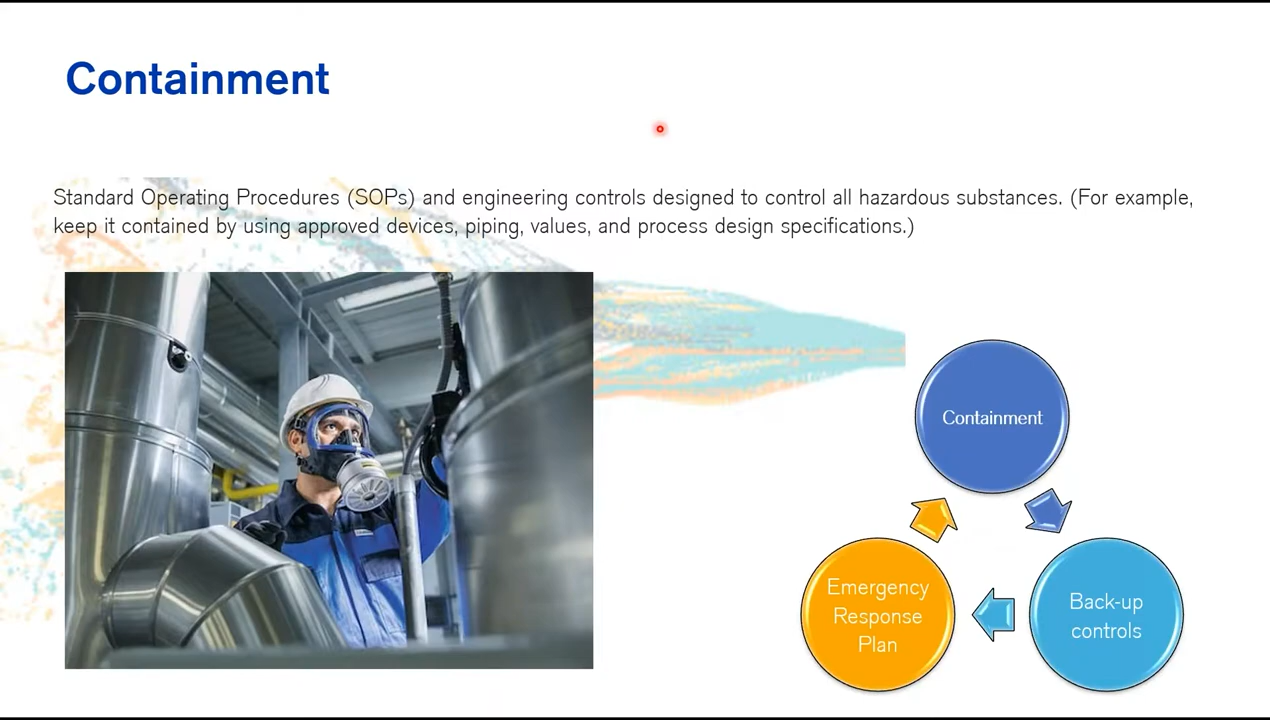 Containment
Standard Operating Procedures (SOPs) and engineering controls designed to control all hazardous substances. (For example,
keep it contained by using approved devices, piping, values, and process design specifications.)
Containment
Emergency
Response
Plan
Back-up
controls